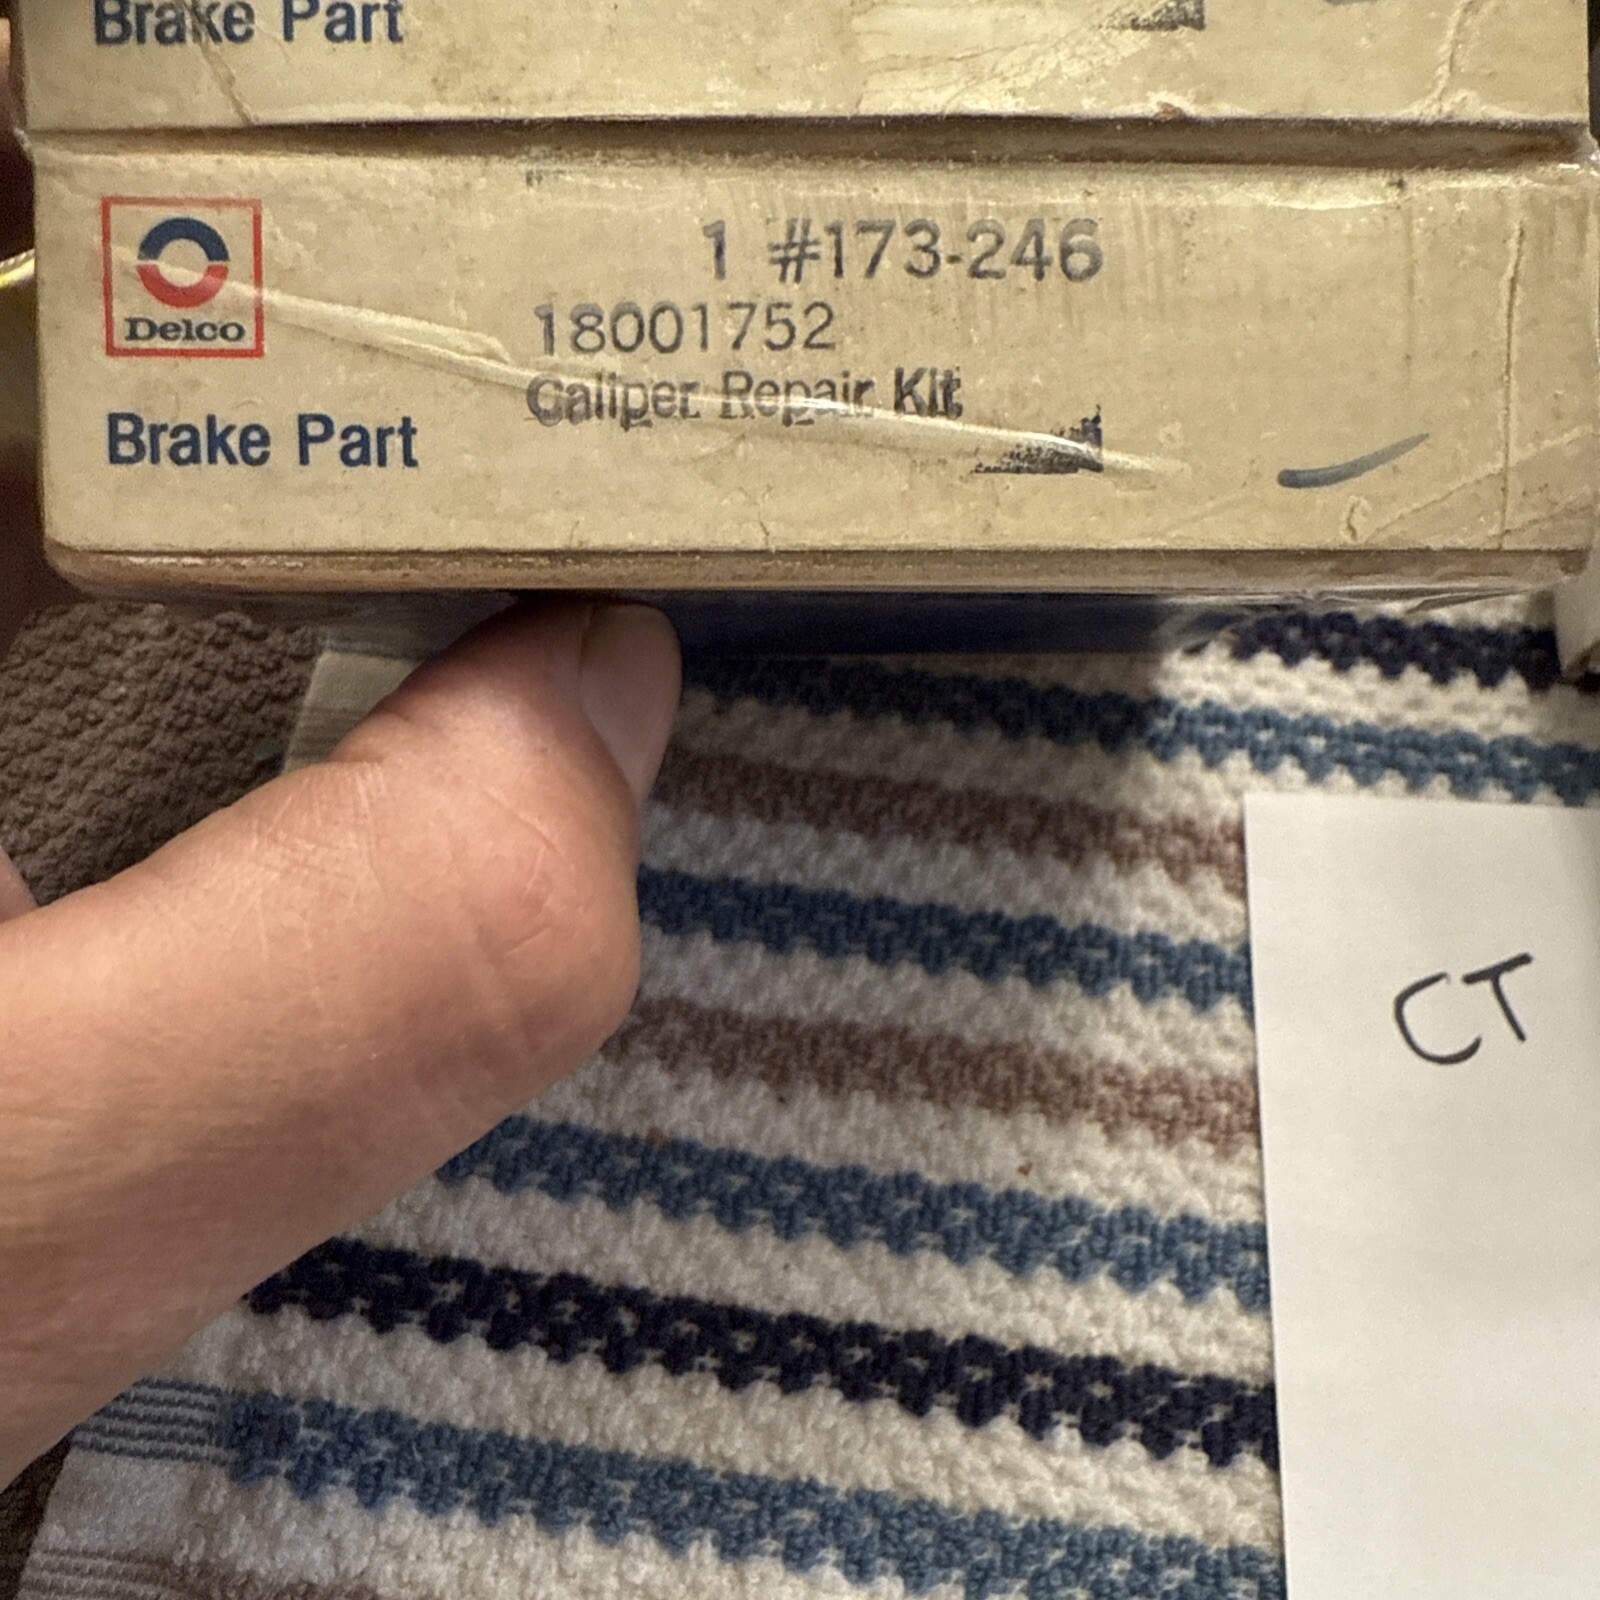 Brake Part
Delco
1 #173-246
18001752
Caliper Repair Kit
Brake Part
CT